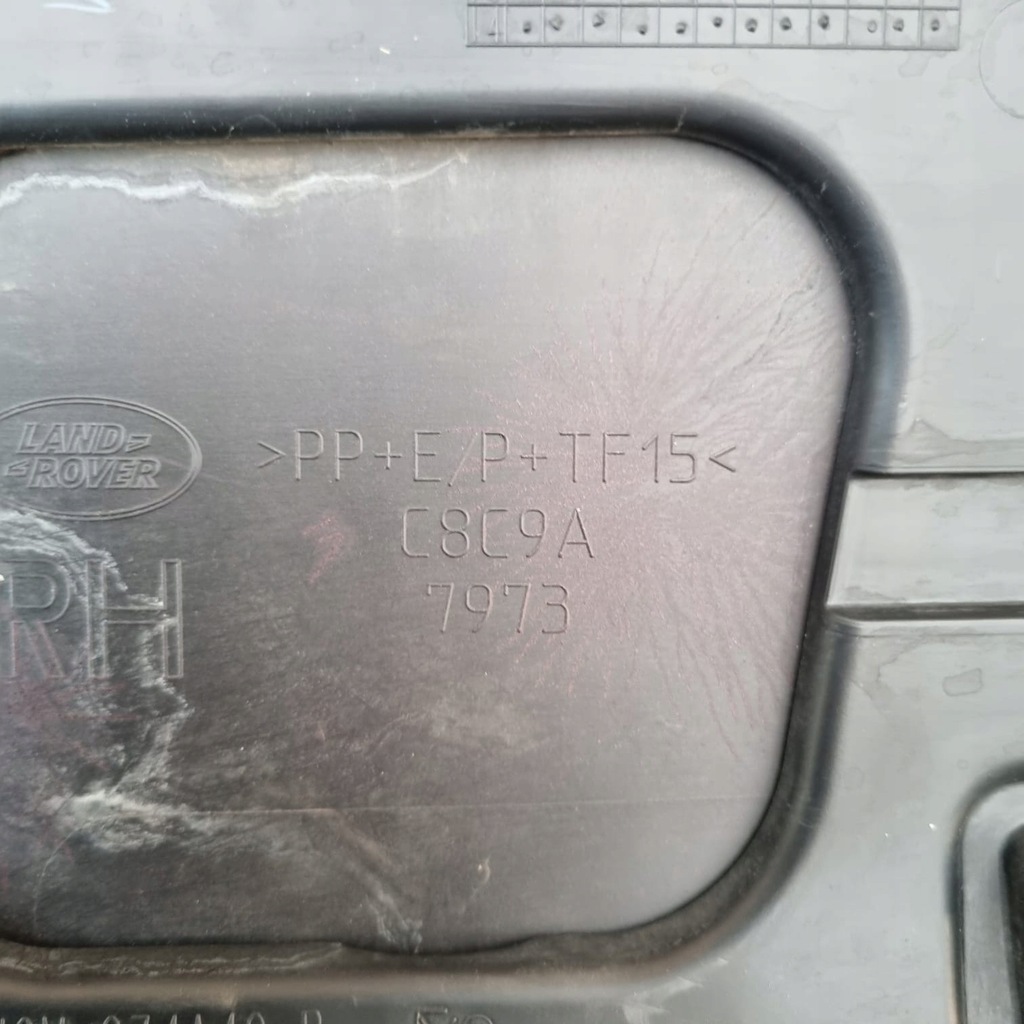 LAND
ROVER
>PP+E/P+TF15<
C8C9A
7973
RH